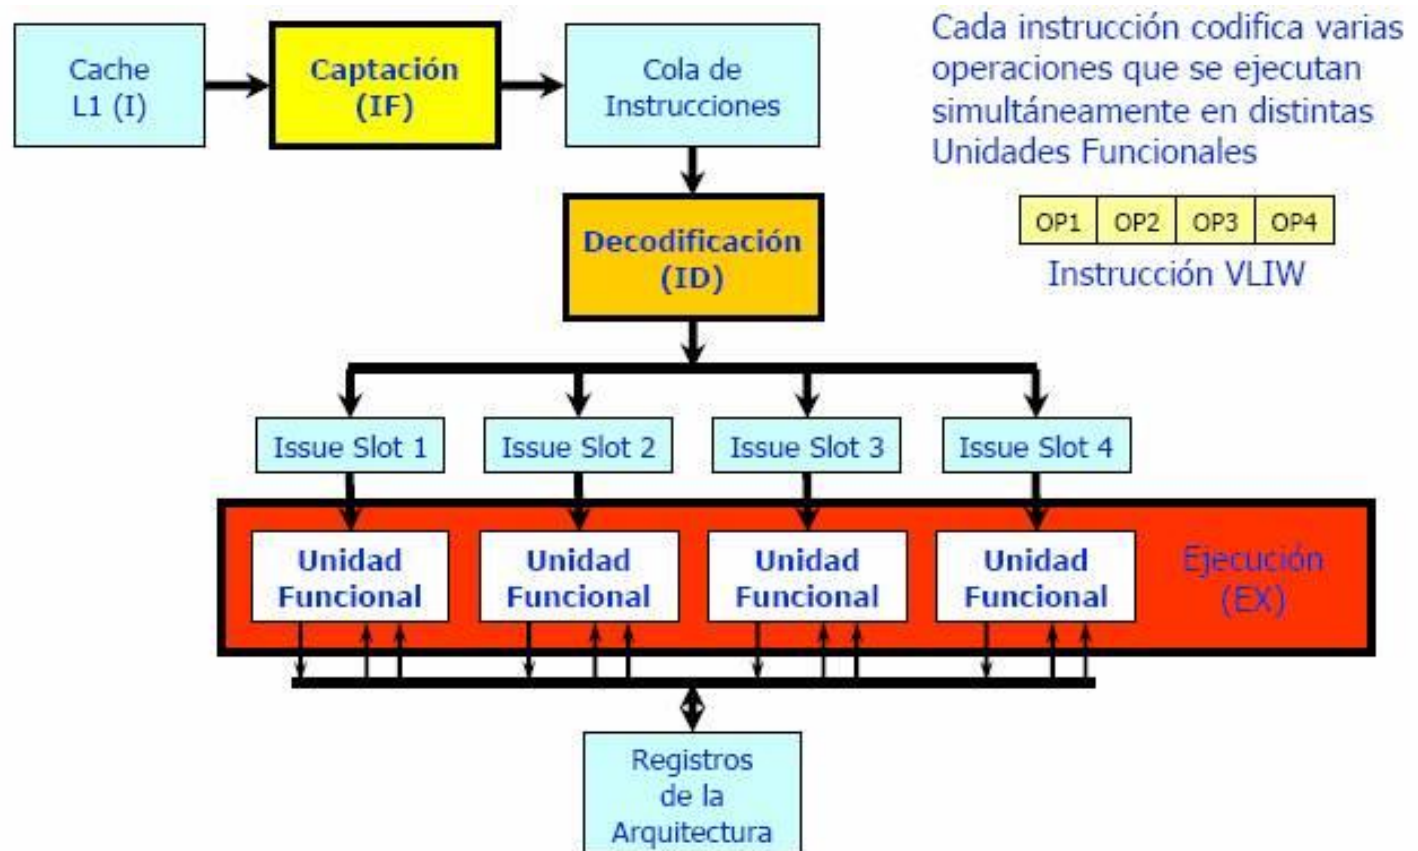 Cache
L1 (I)
Captación
(IF)
Cola de
Instrucciones
Cada instrucción codifica varias
operaciones que se ejecutan
simultáneamente en distintas
Unidades Funcionales
OP1 OP2 OP3 OP4
Instrucción VLIW
Decodificación
(ID)
Issue Slot 1
Issue Slot 2
Issue Slot 3
Issue Slot 4
Unidad
Funcional
Unidad
Funcional
Unidad
Funcional
Unidad
Funcional
Ejecución
(EX)
Registros
de la
Arquitectura